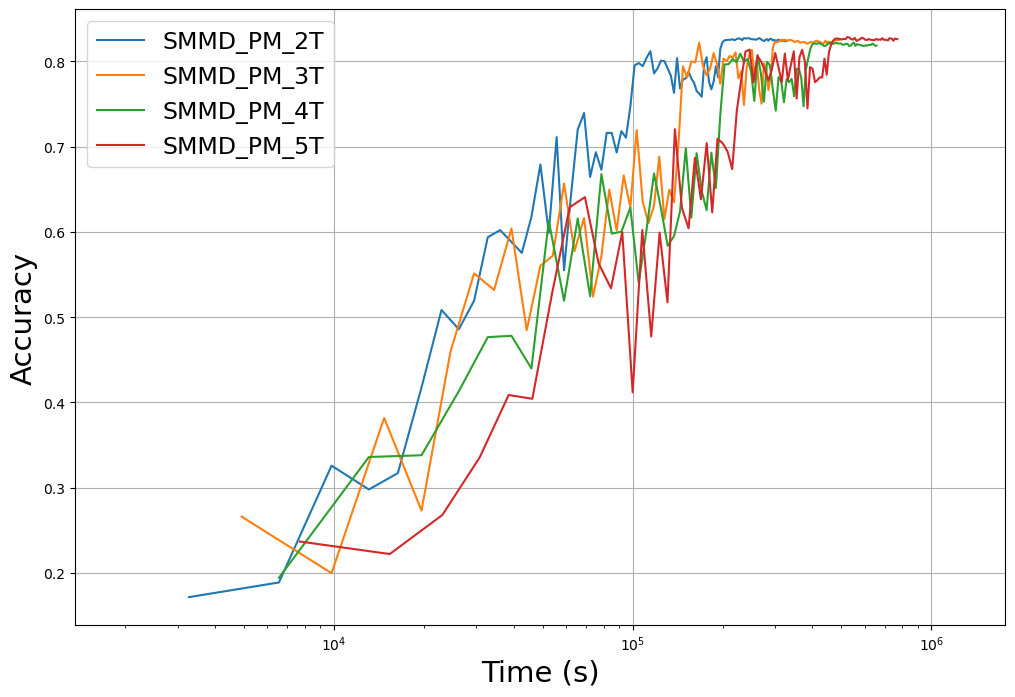 SMMD_PM_2T
SMMD_PM_3T
SMMD_PM_4T
SMMD_PM_5T
0.8
0.7
0.6
0.5
0.4
0.3
0.2
Accuracy
10⁴
10⁵
10⁶
Time (s)